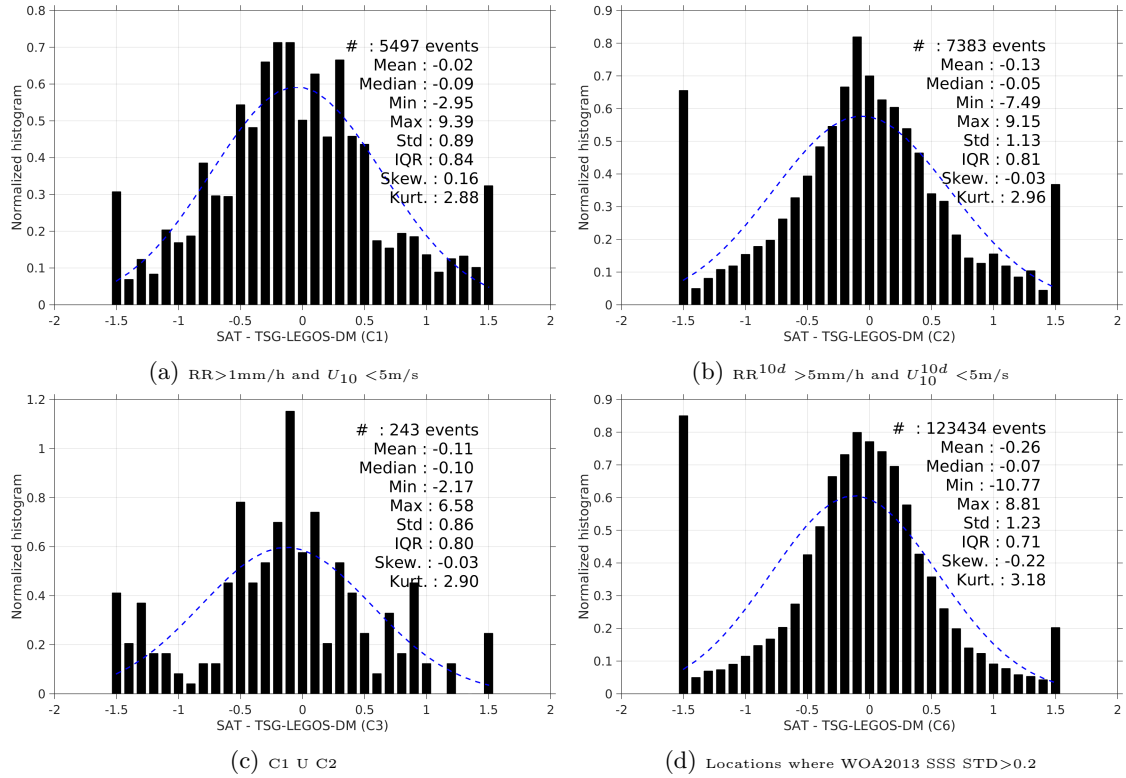 0.8
0.7
0.6
0.5
0.4
0.3
0.2
0.1
0
Normalized histogram
# : 5497 events
Mean : -0.02
Median : -0.09
Min : -2.95
Max : 9.39
Std : 0.89
IQR : 0.84
Skew. : 0.16
Kurt. : 2.88
-2 -1.5 -1 -0.5 0 0.5 1 1.5 2
SAT - TSG-LEGOS-DM (C1)
(a) RR>1mm/h and U10 <5m/s
0.9
0.8
0.7
0.6
0.5
0.4
0.3
0.2
0.1
0
Normalized histogram
# : 7383 events
Mean : -0.13
Median : -0.05
Min : -7.49
Max : 9.15
Std : 1.13
IQR : 0.81
Skew. : -0.03
Kurt. : 2.96
-2 -1.5 -1 -0.5 0 0.5 1 1.5 2
SAT - TSG-LEGOS-DM (C2)
(b) RR10d >5mm/h and U10 10d <5m/s
1.2
1
0.8
0.6
0.4
0.2
0
Normalized histogram
# : 243 events
Mean : -0.11
Median : -0.10
Min : -2.17
Max : 6.58
Std : 0.86
IQR : 0.80
Skew. : -0.03
Kurt. : 2.90
-2 -1.5 -1 -0.5 0 0.5 1 1.5 2
SAT - TSG-LEGOS-DM (C3)
(c) C1 U C2
0.9
0.8
0.7
0.6
0.5
0.4
0.3
0.2
0.1
0
Normalized histogram
# : 123434 events
Mean : -0.26
Median : -0.07
Min : -10.77
Max : 8.81
Std : 1.23
IQR : 0.71
Skew. : -0.22
Kurt. : 3.18
-2 -1.5 -1 -0.5 0 0.5 1 1.5 2
SAT - TSG-LEGOS-DM (C6)
(d) Locations where WOA2013 SSS STD>0.2